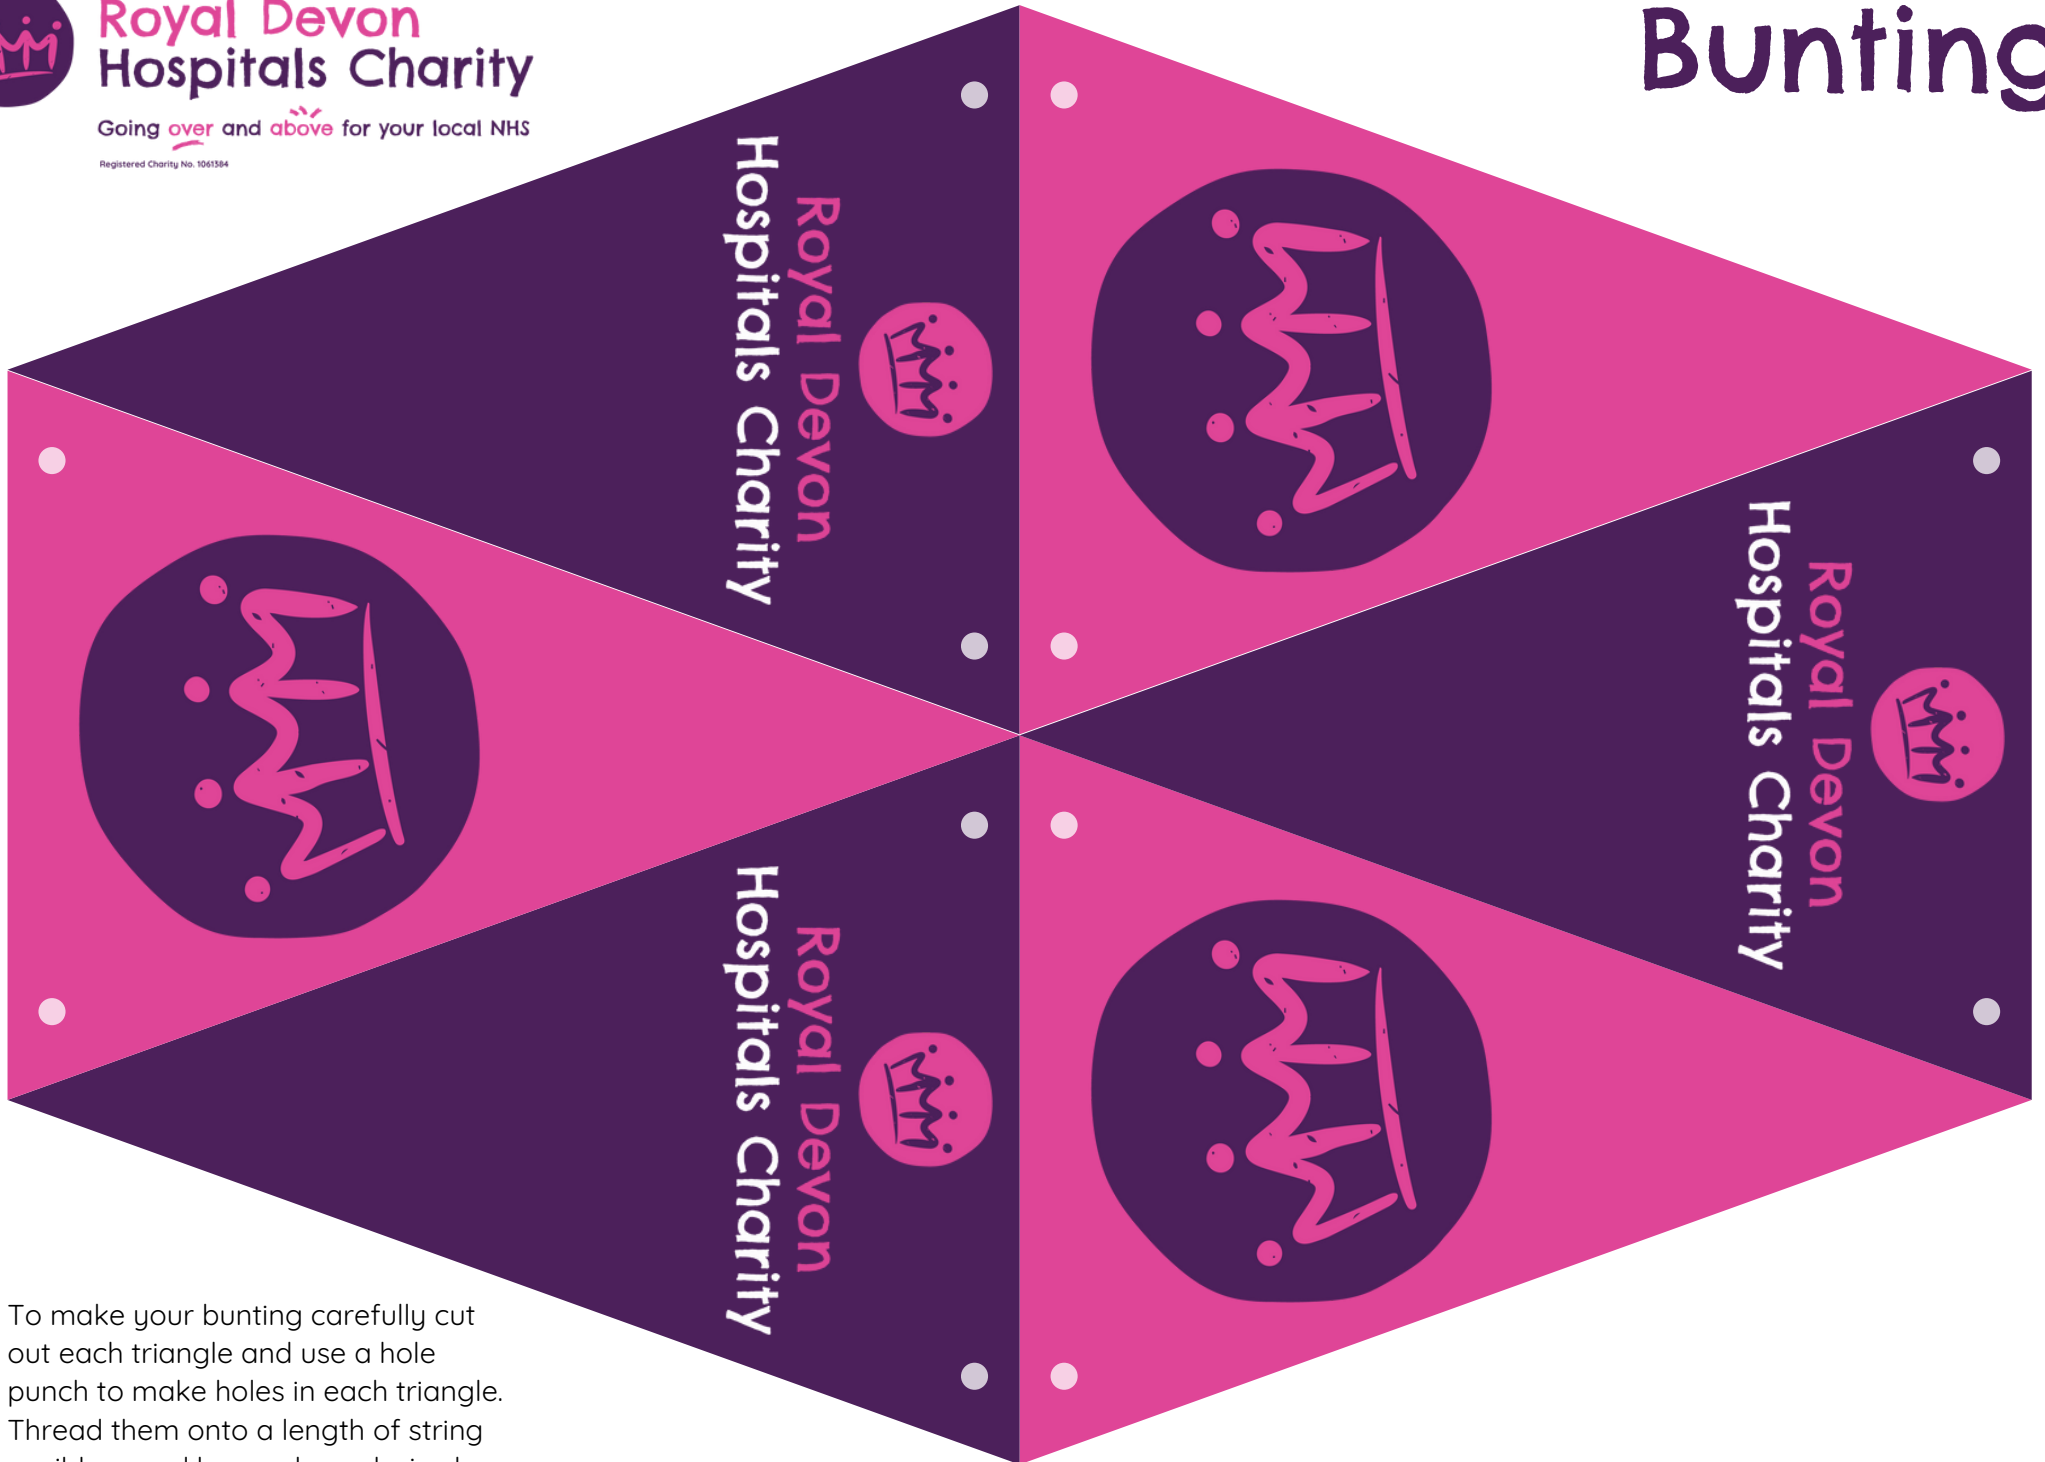 Royal Devon
Hospitals Charity
Going over and above for your local NHS
Registered Charity No. 1061384
Bunting
Royal Devon
Hospitals Charity
Royal Devon
Hospitals Charity
Royal Devon
Hospitals Charity
To make your bunting carefully cut
out each triangle and use a hole
punch to make holes in each triangle.
Thread them onto a length of string